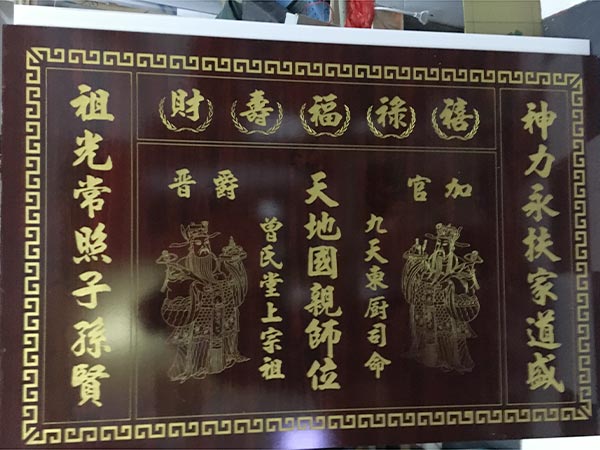 神力永扶家道盛
禧祿福壽財
加官
晋爵
九天東廚司命
天地國親師位
曾氏堂上宗祖
祖光常照子孫賢